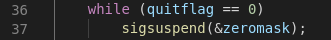 36 while (quitflag == 0)
37 sigsuspend(&zeromask);